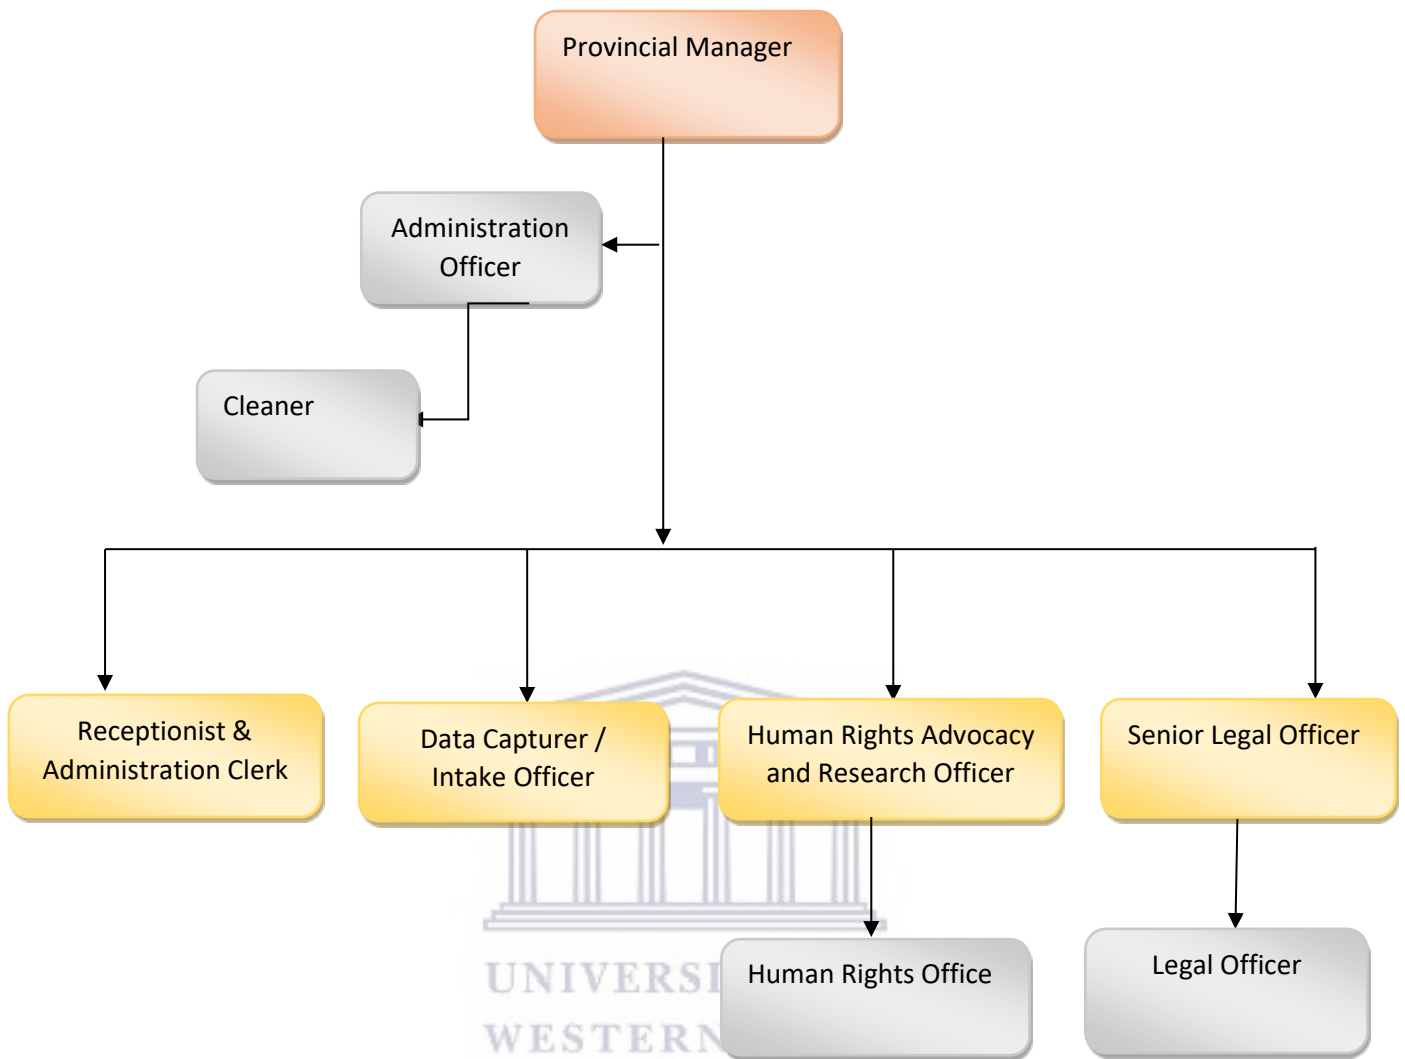 Provincial Manager
Administration
Officer
Cleaner
Receptionist &
Administration Clerk
Data Capturer /
Intake Officer
Human Rights Advocacy
and Research Officer
Senior Legal Officer
Human Rights Office
Legal Officer
UNIVERSI
WESTERN